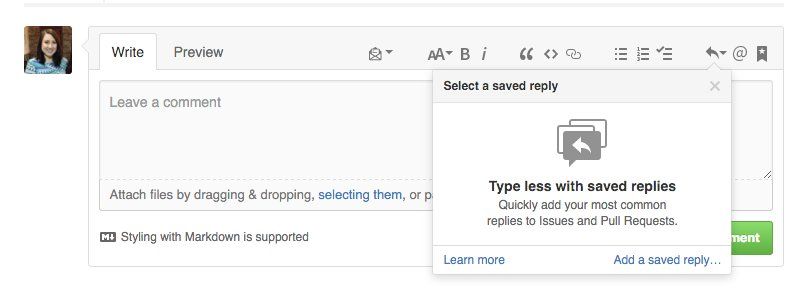 Write Preview AA B i @
Select a saved reply ×
Leave a comment
Type less with saved replies
Quickly add your most common
replies to Issues and Pull Requests.
Attach files by dragging & dropping, selecting them, or
M↓ Styling with Markdown is supported
Learn more Add a saved reply…